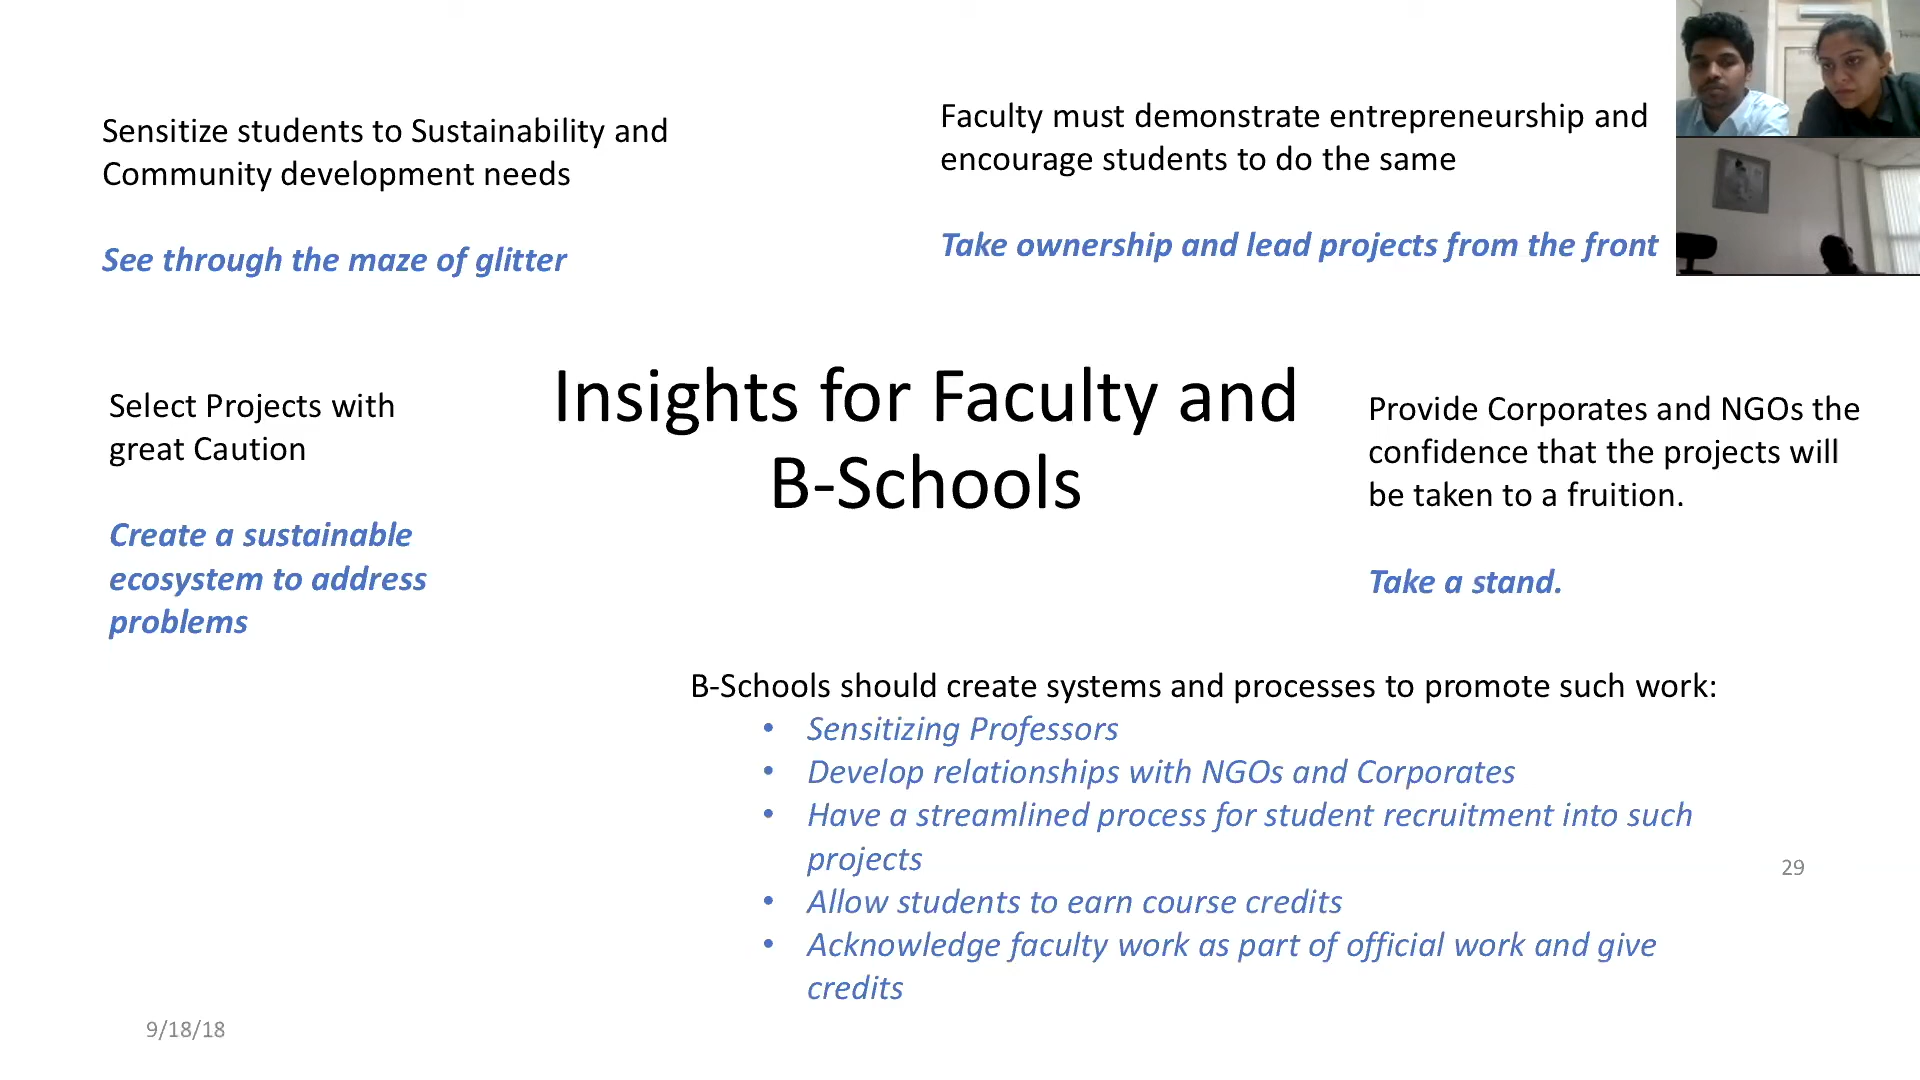 Sensitize students to Sustainability and
Community development needs
See through the maze of glitter
Faculty must demonstrate entrepreneurship and
encourage students to do the same
Take ownership and lead projects from the front
Select Projects with
great Caution
Create a sustainable
ecosystem to address
problems
Insights for Faculty and
B-Schools
Provide Corporates and NGOs the
confidence that the projects will
be taken to a fruition.
Take a stand.
B-Schools should create systems and processes to promote such work:
• Sensitizing Professors
• Develop relationships with NGOs and Corporates
• Have a streamlined process for student recruitment into such
projects
• Allow students to earn course credits
• Acknowledge faculty work as part of official work and give
credits
29
9/18/18